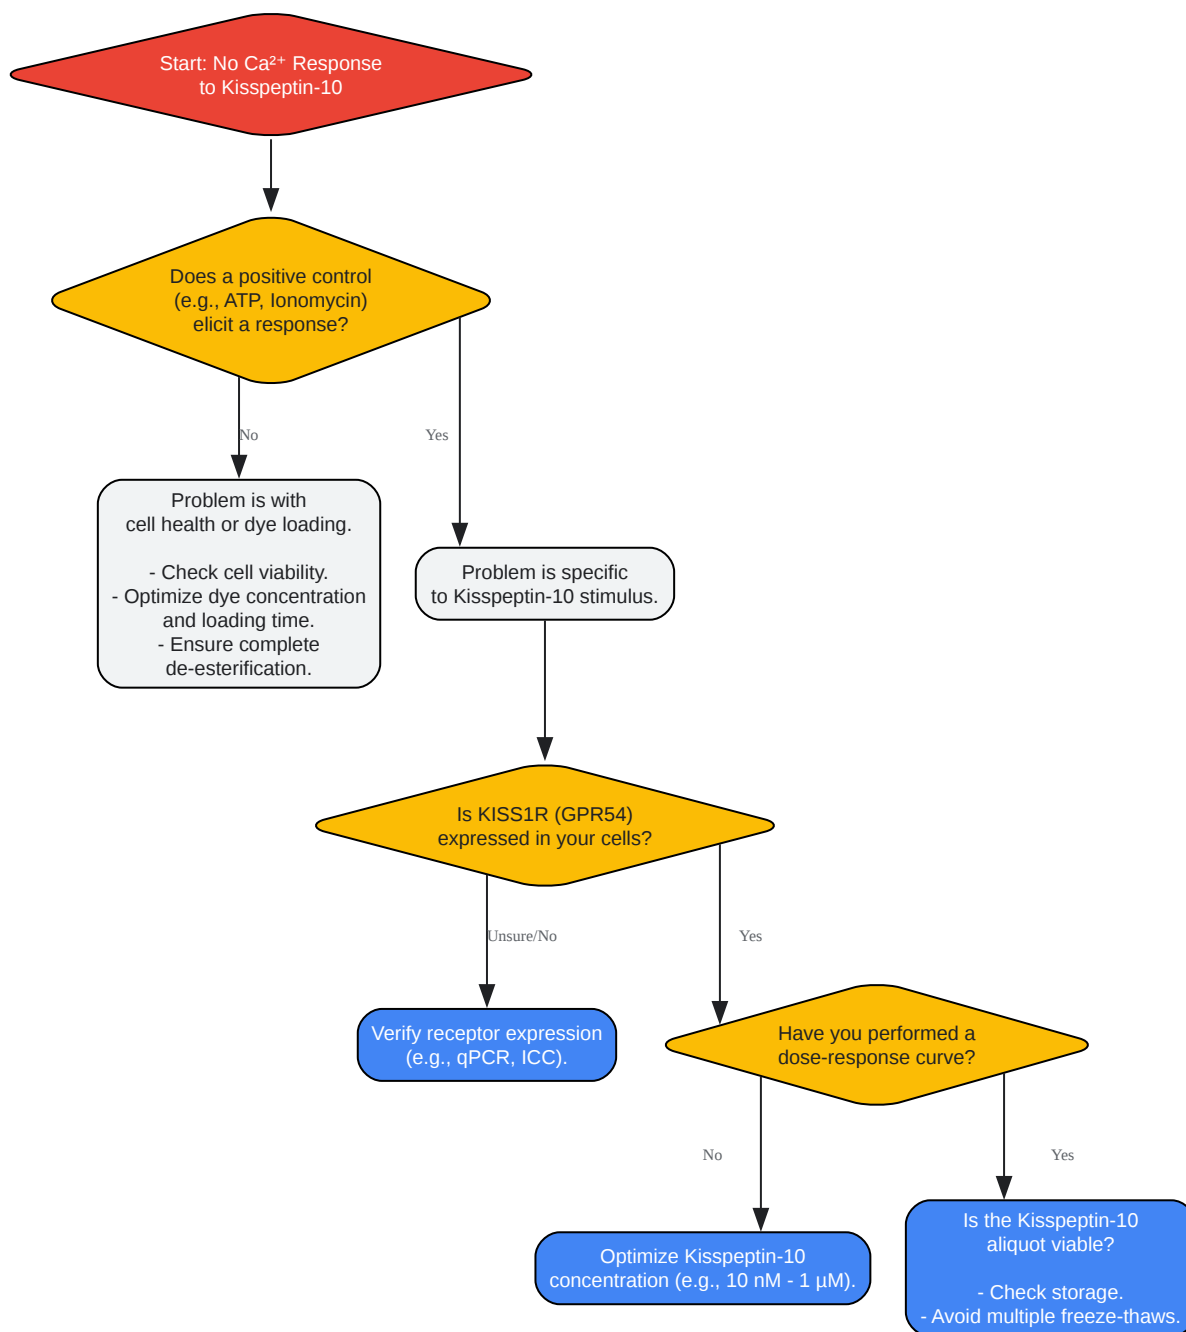 Start: No Ca²⁺ Response
to Kisspeptin-10
Does a positive control
(e.g., ATP, Ionomycin)
elicit a response?
No
Yes
Problem is with
cell health or dye loading.
- Check cell viability.
- Optimize dye concentration
and loading time.
- Ensure complete
de-esterification.
Problem is specific
to Kisspeptin-10 stimulus.
Is KISS1R (GPR54)
expressed in your cells?
Unsure/No
Yes
Verify receptor expression
(e.g., qPCR, ICC).
Have you performed a
dose-response curve?
No
Yes
Optimize Kisspeptin-10
concentration (e.g., 10 nM - 1 µM).
Is the Kisspeptin-10
aliquot viable?
- Check storage.
- Avoid multiple freeze-thaws.